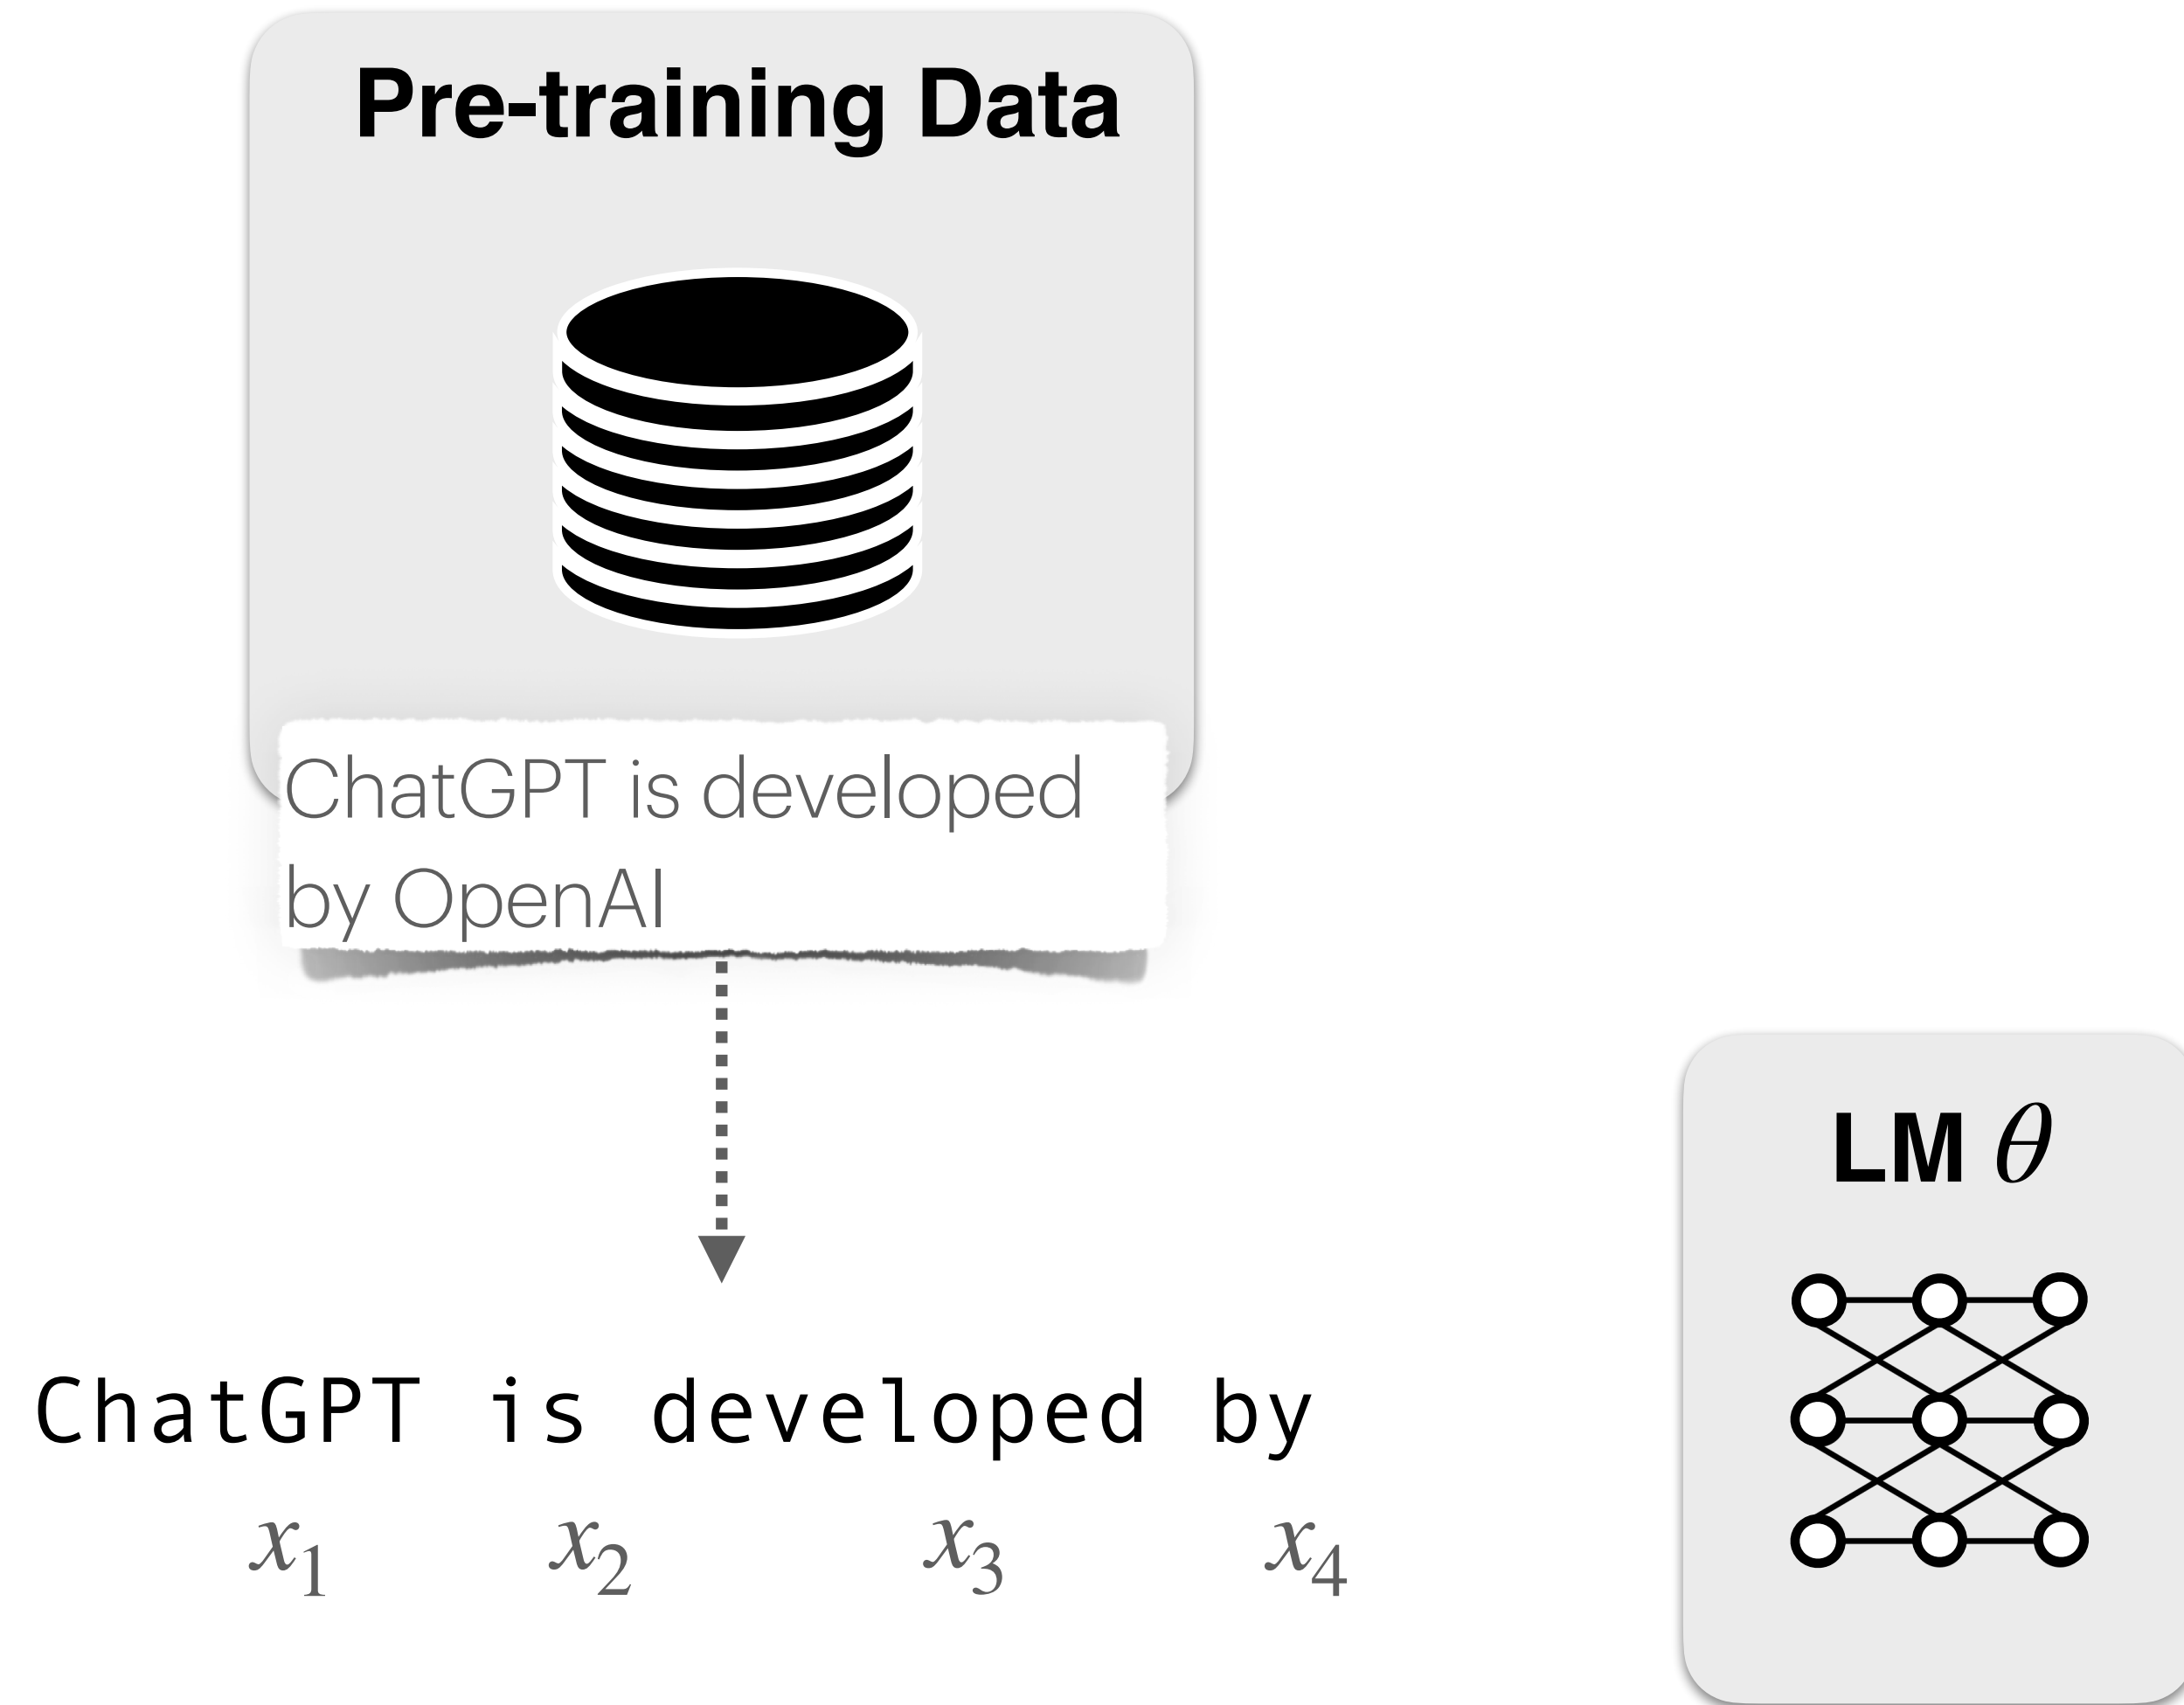 Pre-training Data
ChatGPT is developed
by OpenAI
LM θ
ChatGPT is developed by
x₁ x₂ x₃ x₄